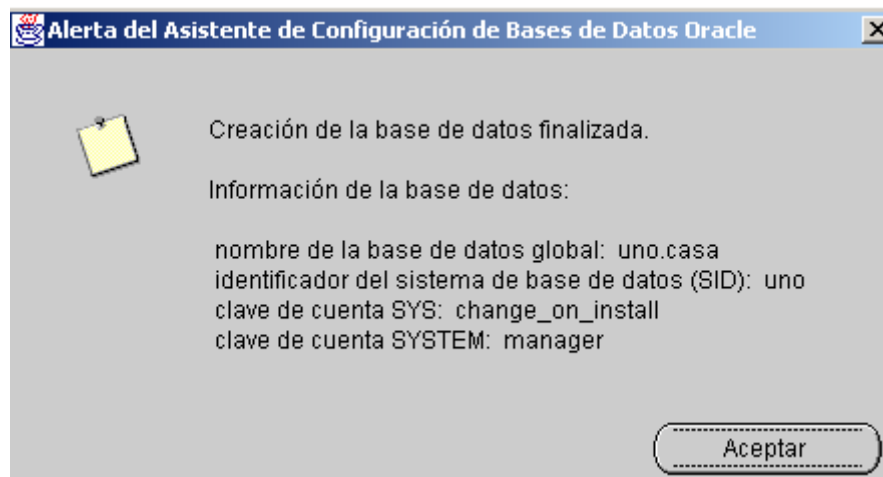 Alerta del Asistente de Configuración de Bases de Datos Oracle
Creación de la base de datos finalizada.
Información de la base de datos:
nombre de la base de datos global: uno.casa
identificador del sistema de base de datos (SID): uno
clave de cuenta SYS: change_on_install
clave de cuenta SYSTEM: manager
Aceptar